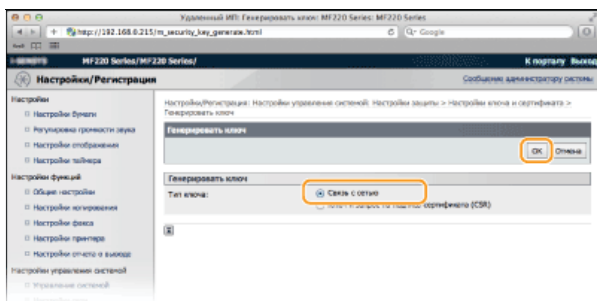 Удаленный ИП: Генерировать ключ: MF220 Series: MF220 Series
http://192.168.0.215/m_security_key_generate.html
Google
MF220 Series/MF220 Series/
К порталу Выход
Настройки/Регистрация
Сообщение администратору системы
Настройки
Настройки бумаги
Регулировка громкости звука
Настройки отображения
Настройки таймера
Настройки функций
Общие настройки
Настройки копирования
Настройки факса
Настройки принтера
Настройки отчета о выводе
Настройки управления системой
Управление системой
Настройки/Регистрация: Настройки управления системой: Настройки защиты > Настройки ключа и сертификата >
Генерировать ключ
Генерировать ключ
OK
Отмена
Генерировать ключ
Тип ключа:
Связь с сетью
сертификата (CSR)